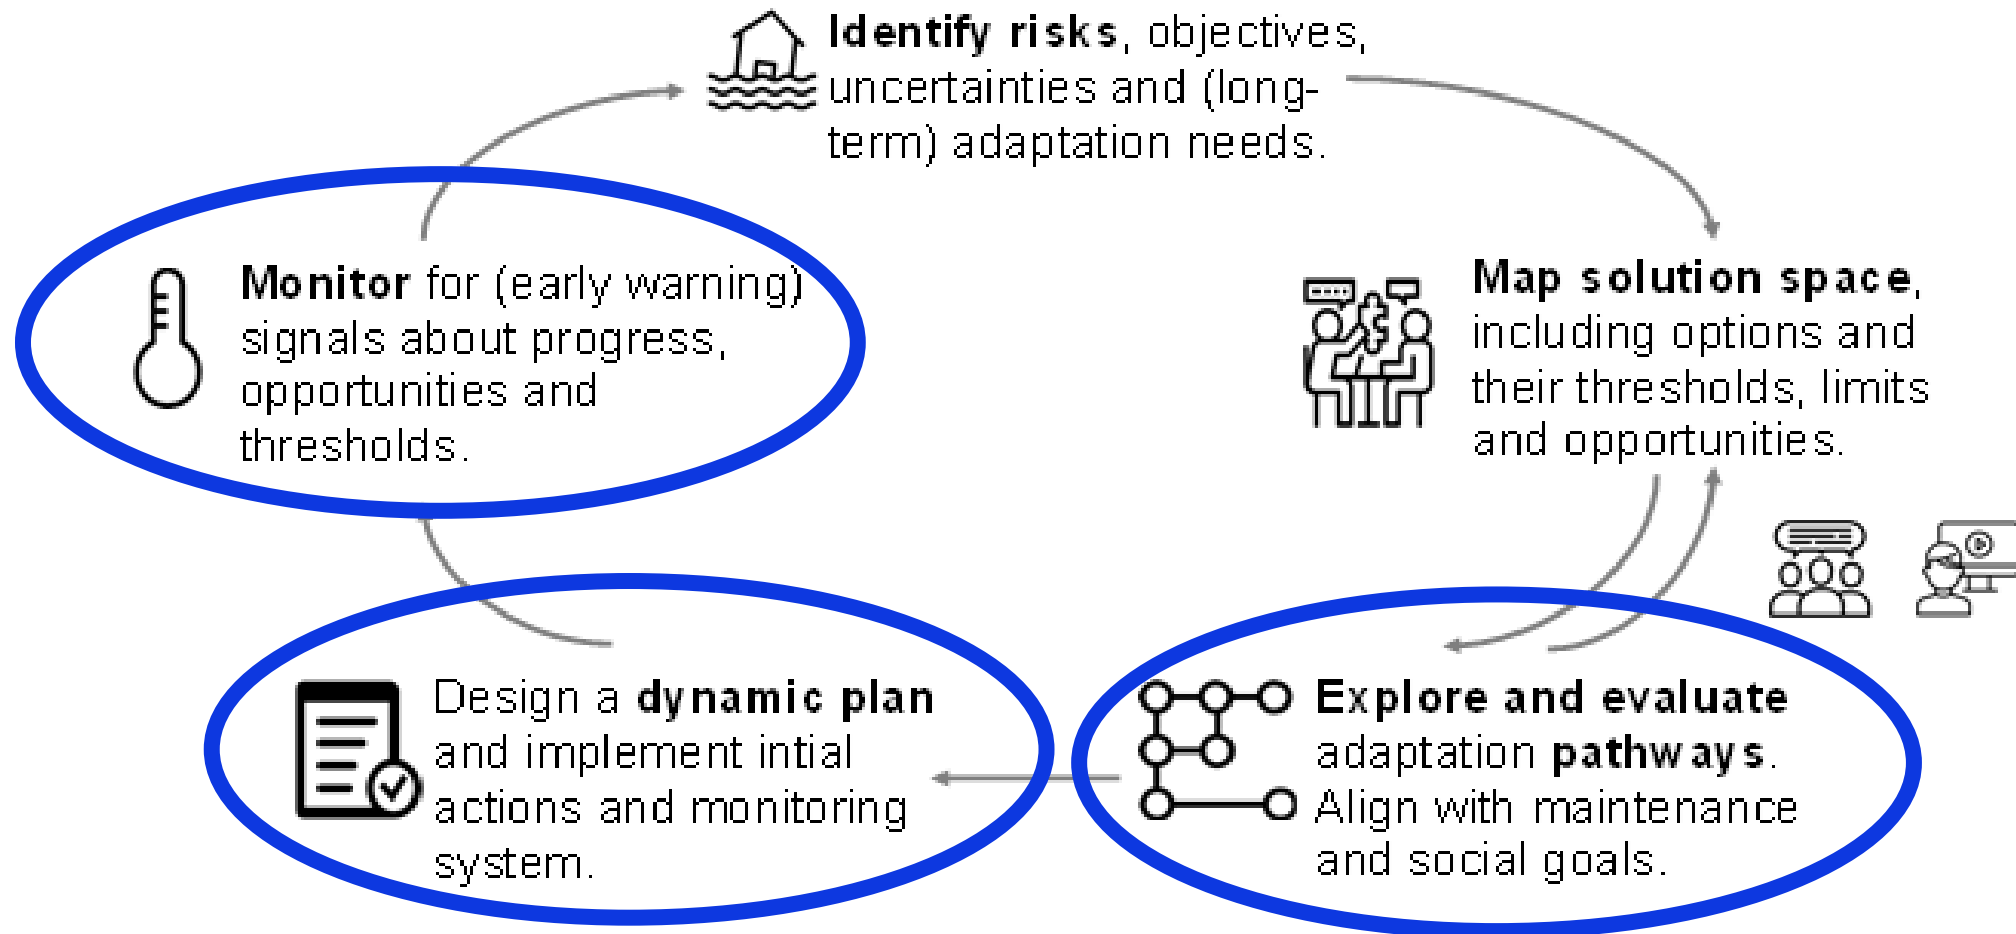 Identify risks, objectives,
uncertainties and (long-
term) adaptation needs.
Map solution space,
including options and
their thresholds, limits
and opportunities.
Explore and evaluate
adaptation pathways.
Align with maintenance
and social goals.
Design a dynamic plan
and implement intial
actions and monitoring
system.
Monitor for (early warning)
signals about progress,
opportunities and
thresholds.